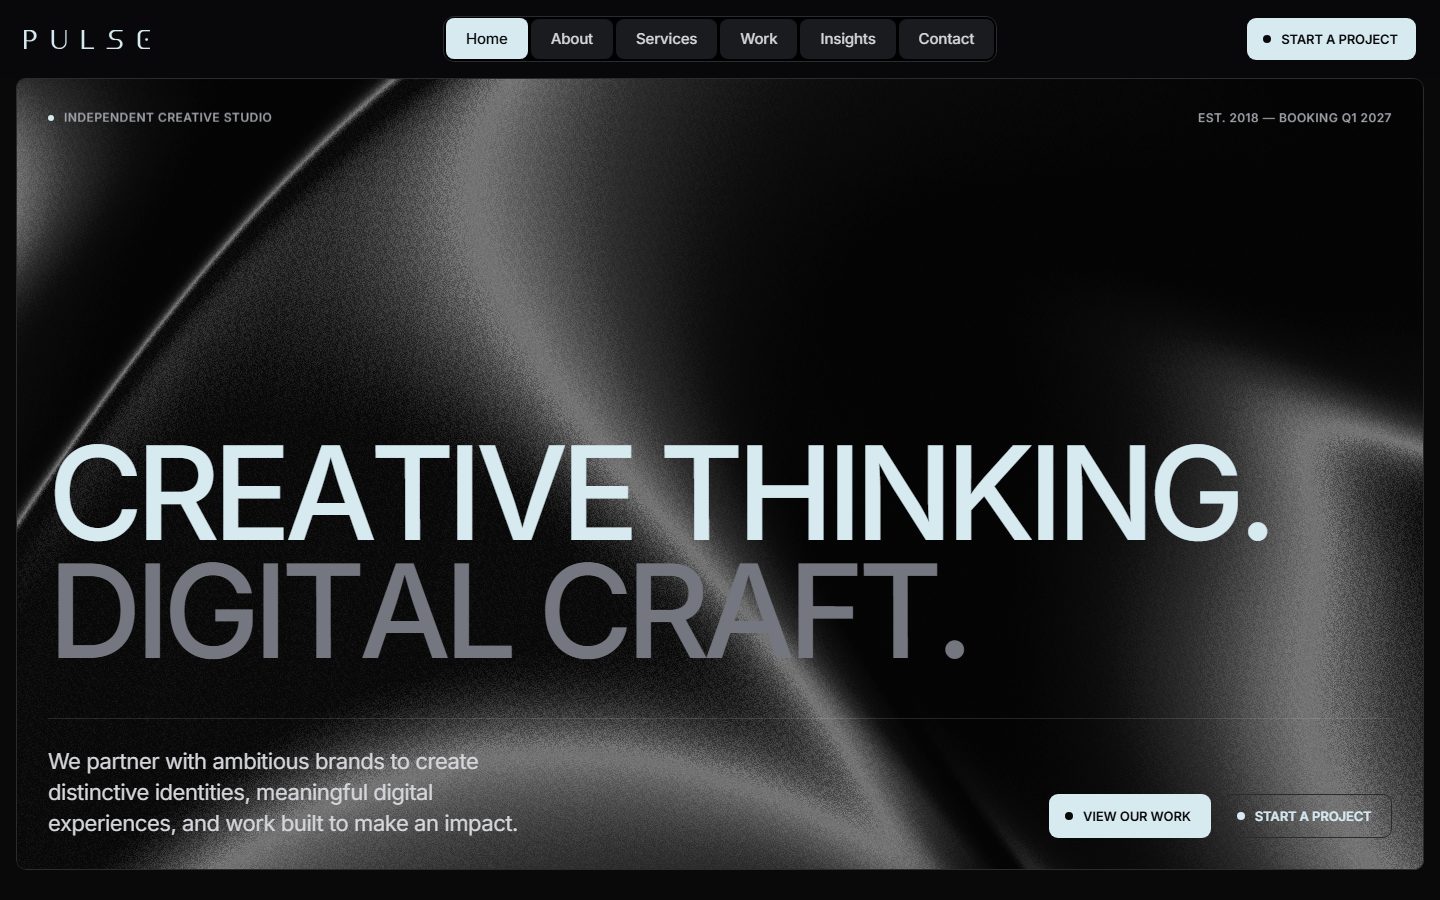 PULSE
Home
About
Services
Work
Insights
Contact
START A PROJECT
INDEPENDENT CREATIVE STUDIO
EST. 2018 — BOOKING Q1 2027
CREATIVE THINKING.
DIGITAL CRAFT.
We partner with ambitious brands to create
distinctive identities, meaningful digital
experiences, and work built to make an impact.
VIEW OUR WORK
START A PROJECT